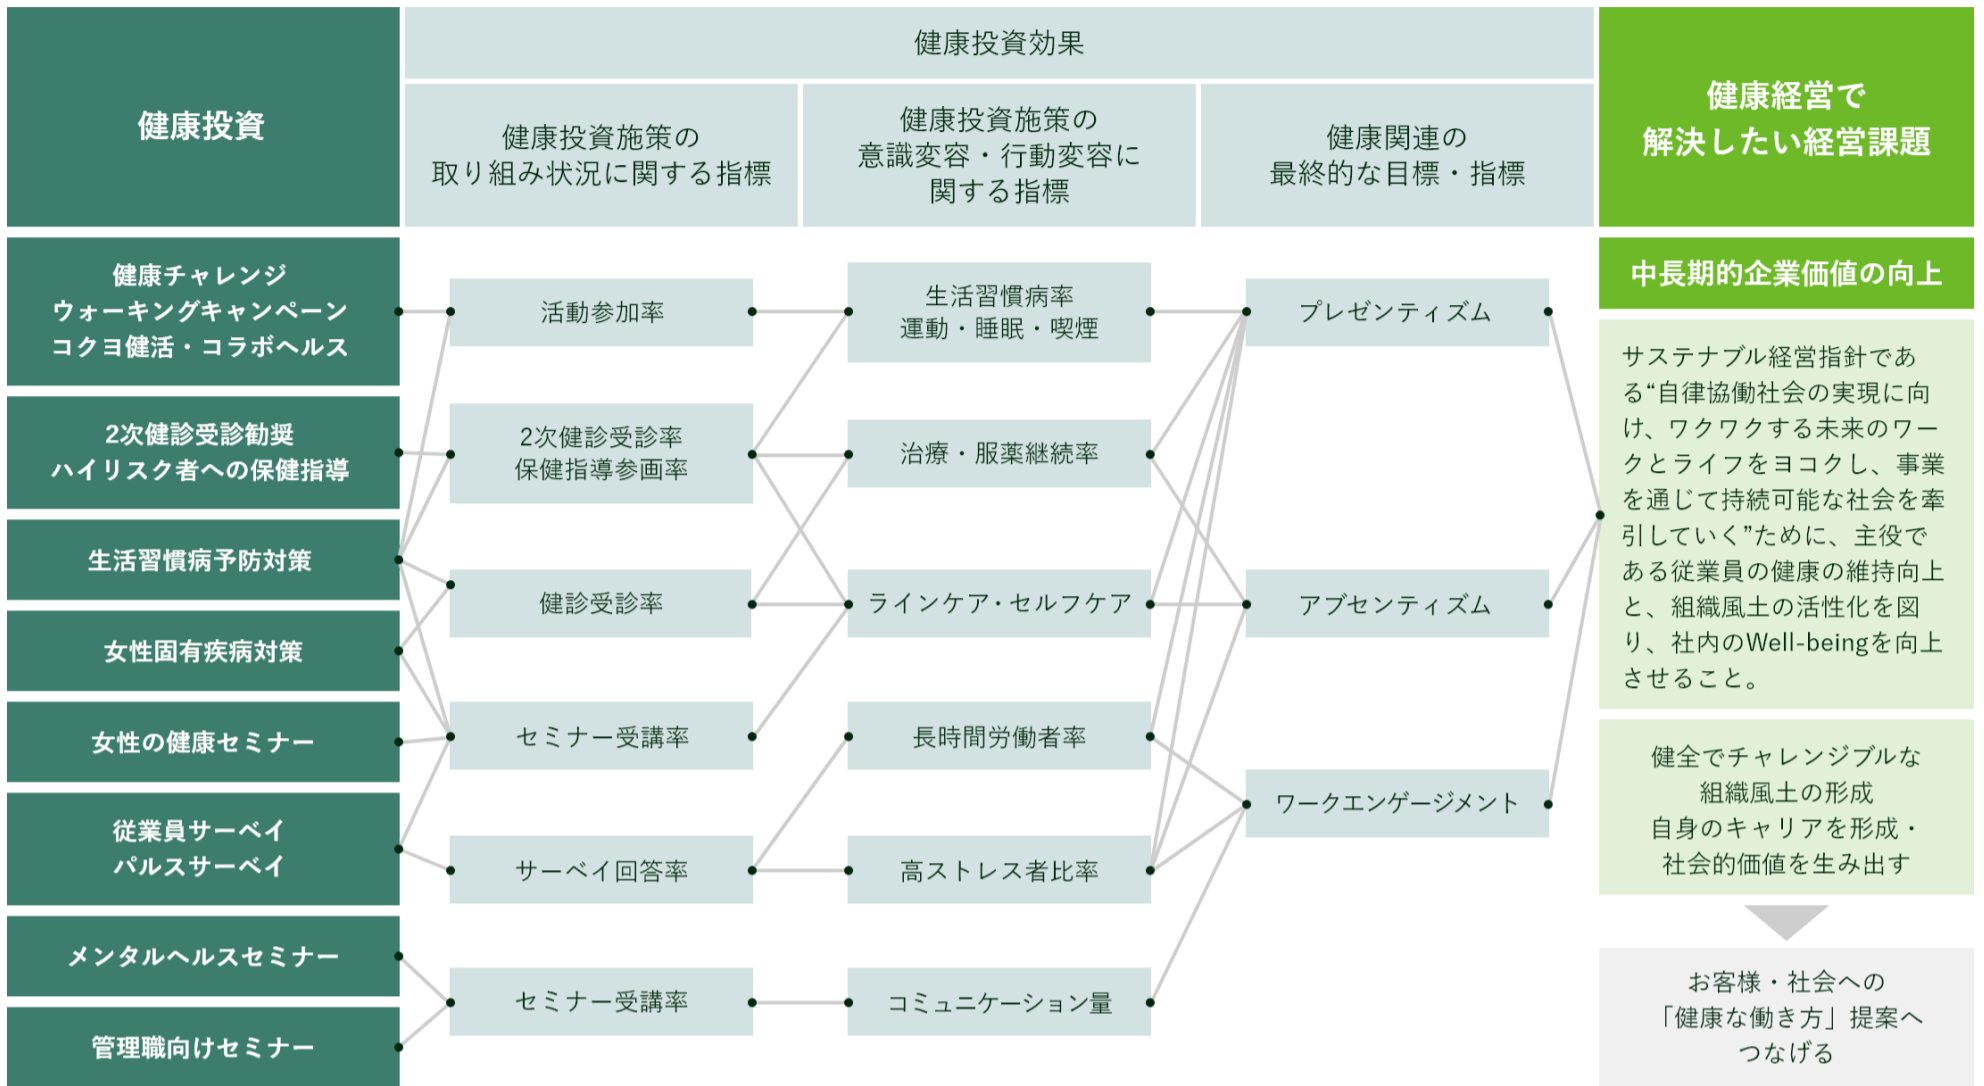 健康投資
健康投資効果
健康投資施策の
取り組み状況に関する指標
健康投資施策の
意識変容・行動変容に
関する指標
健康関連の
最終的な目標・指標
健康経営で
解決したい経営課題
健康チャレンジ
ウォーキングキャンペーン
コクヨ健活・コラボヘルス
2次健診受診勧奨
ハイリスク者への保健指導
生活習慣病予防対策
女性固有疾病対策
女性の健康セミナー
従業員サーベイ
パルスサーベイ
メンタルヘルスセミナー
管理職向けセミナー
活動参加率
2次健診受診率
保健指導参画率
健診受診率
セミナー受講率
サーベイ回答率
セミナー受講率
生活習慣病率
運動・睡眠・喫煙
治療・服薬継続率
ラインケア・セルフケア
長時間労働者率
高ストレス者比率
コミュニケーション量
プレゼンティズム
アブセンティズム
ワークエンゲージメント
中長期的企業価値の向上
サステナブル経営指針であ
る“自律協働社会の実現に向
け、ワクワクする未来のワー
クとライフをヨコクし、事業
を通じて持続可能な社会を牽
引していく”ために、主役で
ある従業員の健康の維持向上
と、組織風土の活性化を図
り、社内のWell-beingを向上
させること。
健全でチャレンジブルな
組織風土の形成
自身のキャリアを形成・
社会的価値を生み出す
お客様・社会への
「健康な働き方」提案へ
つなげる